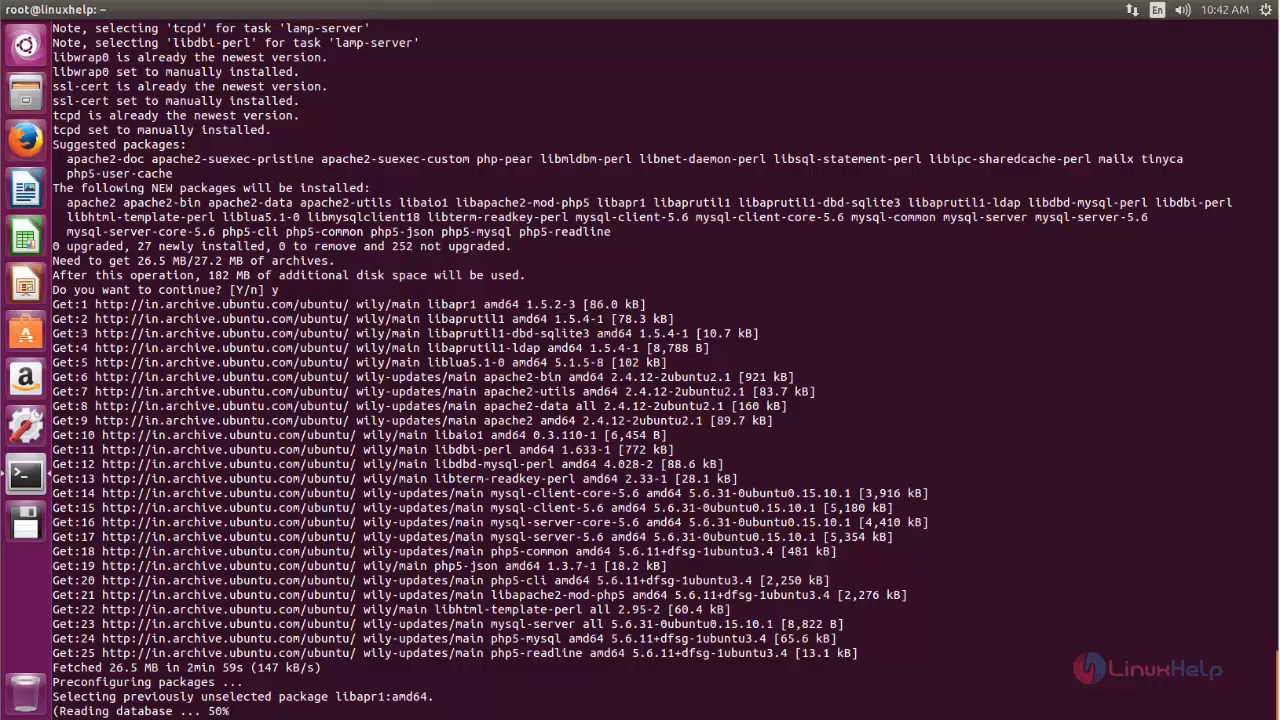 root@linuxhelp: ~
En
10:42 AM
Note, selecting 'tcpd' for task 'lamp-server'
Note, selecting 'libdbi-perl' for task 'lamp-server'
libwrap0 is already the newest version.
libwrap0 set to manually installed.
ssl-cert is already the newest version.
ssl-cert set to manually installed.
tcpd is already the newest version.
tcpd set to manually installed.
Suggested packages:
  apache2-doc apache2-suexec-pristine apache2-suexec-custom php-pear libmldbm-perl libnet-daemon-perl libsql-statement-perl libipc-sharedcache-perl mailx tinyca
  php5-user-cache
The following NEW packages will be installed:
  apache2 apache2-bin apache2-data apache2-utils libaio1 libapache2-mod-php5 libapr1 libaprutil1 libaprutil1-dbd-sqlite3 libaprutil1-ldap libdbd-mysql-perl libdbi-perl
  libhtml-template-perl liblua5.1-0 libmysqlclient18 libterm-readkey-perl mysql-client-5.6 mysql-client-core-5.6 mysql-common mysql-server mysql-server-5.6
  mysql-server-core-5.6 php5-cli php5-common php5-json php5-mysql php5-readline
0 upgraded, 27 newly installed, 0 to remove and 252 not upgraded.
Need to get 26.5 MB/27.2 MB of archives.
After this operation, 182 MB of additional disk space will be used.
Do you want to continue? [Y/n] y
Get:1 http://in.archive.ubuntu.com/ubuntu/ wily/main libapr1 amd64 1.5.2-3 [86.0 kB]
Get:2 http://in.archive.ubuntu.com/ubuntu/ wily/main libaprutil1 amd64 1.5.4-1 [78.3 kB]
Get:3 http://in.archive.ubuntu.com/ubuntu/ wily/main libaprutil1-dbd-sqlite3 amd64 1.5.4-1 [10.7 kB]
Get:4 http://in.archive.ubuntu.com/ubuntu/ wily/main libaprutil1-ldap amd64 1.5.4-1 [8,788 B]
Get:5 http://in.archive.ubuntu.com/ubuntu/ wily/main liblua5.1-0 amd64 5.1.5-8 [102 kB]
Get:6 http://in.archive.ubuntu.com/ubuntu/ wily-updates/main apache2-bin amd64 2.4.12-2ubuntu2.1 [921 kB]
Get:7 http://in.archive.ubuntu.com/ubuntu/ wily-updates/main apache2-utils amd64 2.4.12-2ubuntu2.1 [83.7 kB]
Get:8 http://in.archive.ubuntu.com/ubuntu/ wily-updates/main apache2-data all 2.4.12-2ubuntu2.1 [160 kB]
Get:9 http://in.archive.ubuntu.com/ubuntu/ wily-updates/main apache2 amd64 2.4.12-2ubuntu2.1 [89.7 kB]
Get:10 http://in.archive.ubuntu.com/ubuntu/ wily/main libaio1 amd64 0.3.110-1 [6,454 B]
Get:11 http://in.archive.ubuntu.com/ubuntu/ wily/main libdbi-perl amd64 1.633-1 [772 kB]
Get:12 http://in.archive.ubuntu.com/ubuntu/ wily/main libdbd-mysql-perl amd64 4.028-2 [88.6 kB]
Get:13 http://in.archive.ubuntu.com/ubuntu/ wily/main libterm-readkey-perl amd64 2.33-1 [28.1 kB]
Get:14 http://in.archive.ubuntu.com/ubuntu/ wily-updates/main mysql-client-core-5.6 amd64 5.6.31-0ubuntu0.15.10.1 [3,916 kB]
Get:15 http://in.archive.ubuntu.com/ubuntu/ wily-updates/main mysql-client-5.6 amd64 5.6.31-0ubuntu0.15.10.1 [5,180 kB]
Get:16 http://in.archive.ubuntu.com/ubuntu/ wily-updates/main mysql-server-core-5.6 amd64 5.6.31-0ubuntu0.15.10.1 [4,410 kB]
Get:17 http://in.archive.ubuntu.com/ubuntu/ wily-updates/main mysql-server-5.6 amd64 5.6.31-0ubuntu0.15.10.1 [5,354 kB]
Get:18 http://in.archive.ubuntu.com/ubuntu/ wily-updates/main php5-common amd64 5.6.11+dfsg-1ubuntu3.4 [481 kB]
Get:19 http://in.archive.ubuntu.com/ubuntu/ wily/main php5-json amd64 1.3.7-1 [18.2 kB]
Get:20 http://in.archive.ubuntu.com/ubuntu/ wily-updates/main php5-cli amd64 5.6.11+dfsg-1ubuntu3.4 [2,250 kB]
Get:21 http://in.archive.ubuntu.com/ubuntu/ wily-updates/main libapache2-mod-php5 amd64 5.6.11+dfsg-1ubuntu3.4 [2,276 kB]
Get:22 http://in.archive.ubuntu.com/ubuntu/ wily/main libhtml-template-perl all 2.95-2 [60.4 kB]
Get:23 http://in.archive.ubuntu.com/ubuntu/ wily-updates/main mysql-server all 5.6.31-0ubuntu0.15.10.1 [8,822 B]
Get:24 http://in.archive.ubuntu.com/ubuntu/ wily-updates/main php5-mysql amd64 5.6.11+dfsg-1ubuntu3.4 [65.6 kB]
Get:25 http://in.archive.ubuntu.com/ubuntu/ wily-updates/main php5-readline amd64 5.6.11+dfsg-1ubuntu3.4 [13.1 kB]
Fetched 26.5 MB in 2min 59s (147 kB/s)
Preconfiguring packages ...
Selecting previously unselected package libapr1:amd64.
(Reading database ... 50%
LinuxHelp